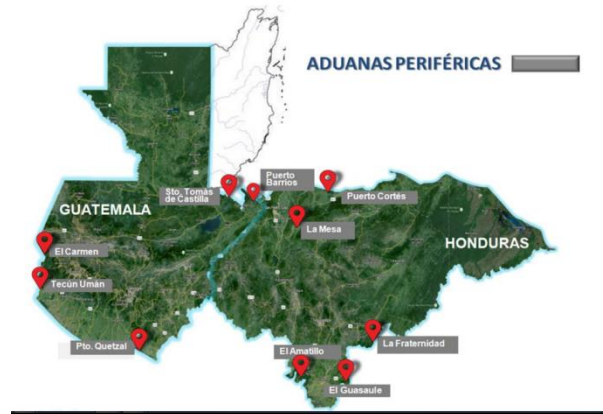 ADUANAS PERIFÉRICAS
Sto. Tomás
de Castilla
Puerto
Barrios
Puerto Cortés
GUATEMALA
La Mesa
HONDURAS
El Carmen
Tecún Umán
Pto. Quetzal
El Amatillo
La Fraternidad
El Guasaule